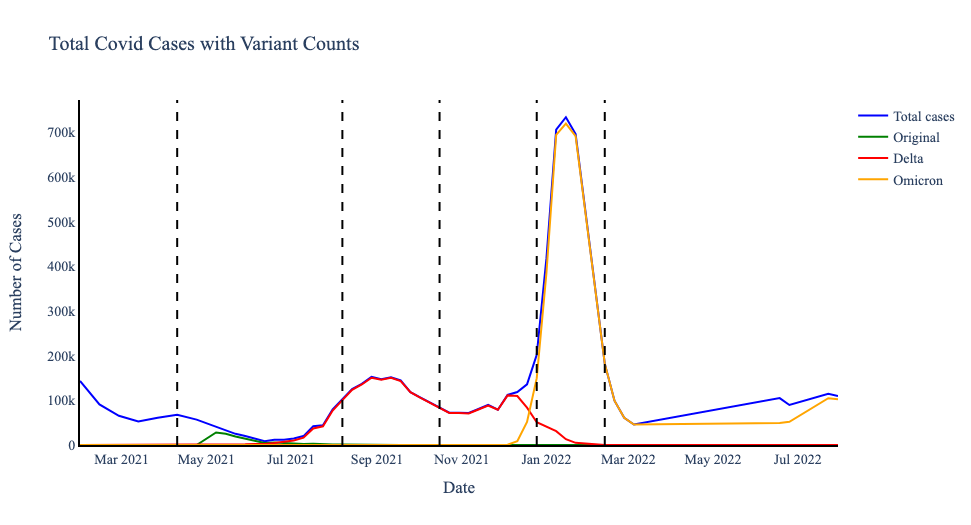 Total Covid Cases with Variant Counts
Total cases
Original
Delta
Omicron
700k
600k
500k
400k
300k
200k
100k
0
Number of Cases
Mar 2021 May 2021 Jul 2021 Sep 2021 Nov 2021 Jan 2022 Mar 2022 May 2022 Jul 2022
Date